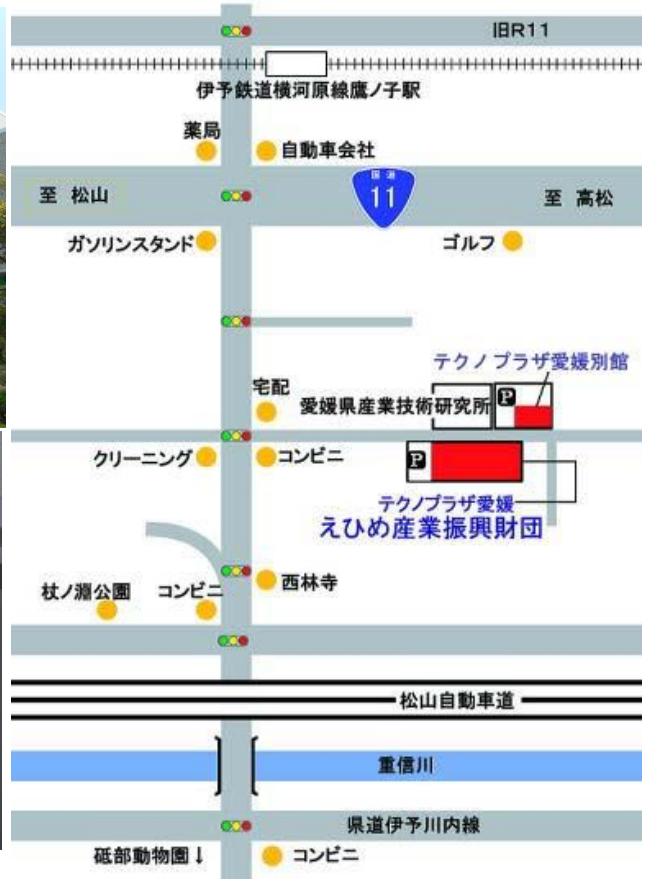 旧R11
伊予鉄道横河原線鷹ノ子駅
薬局
自動車会社
至 松山
国道
11
至 高松
ガソリンスタンド
ゴルフ
テクノプラザ愛媛別館
宅配
愛媛県産業技術研究所
P
クリーニング
コンビニ
P
テクノプラザ愛媛
えひめ産業振興財団
杖ノ淵公園
コンビニ
西林寺
松山自動車道
重信川
県道伊予川内線
砥部動物園↓
コンビニ